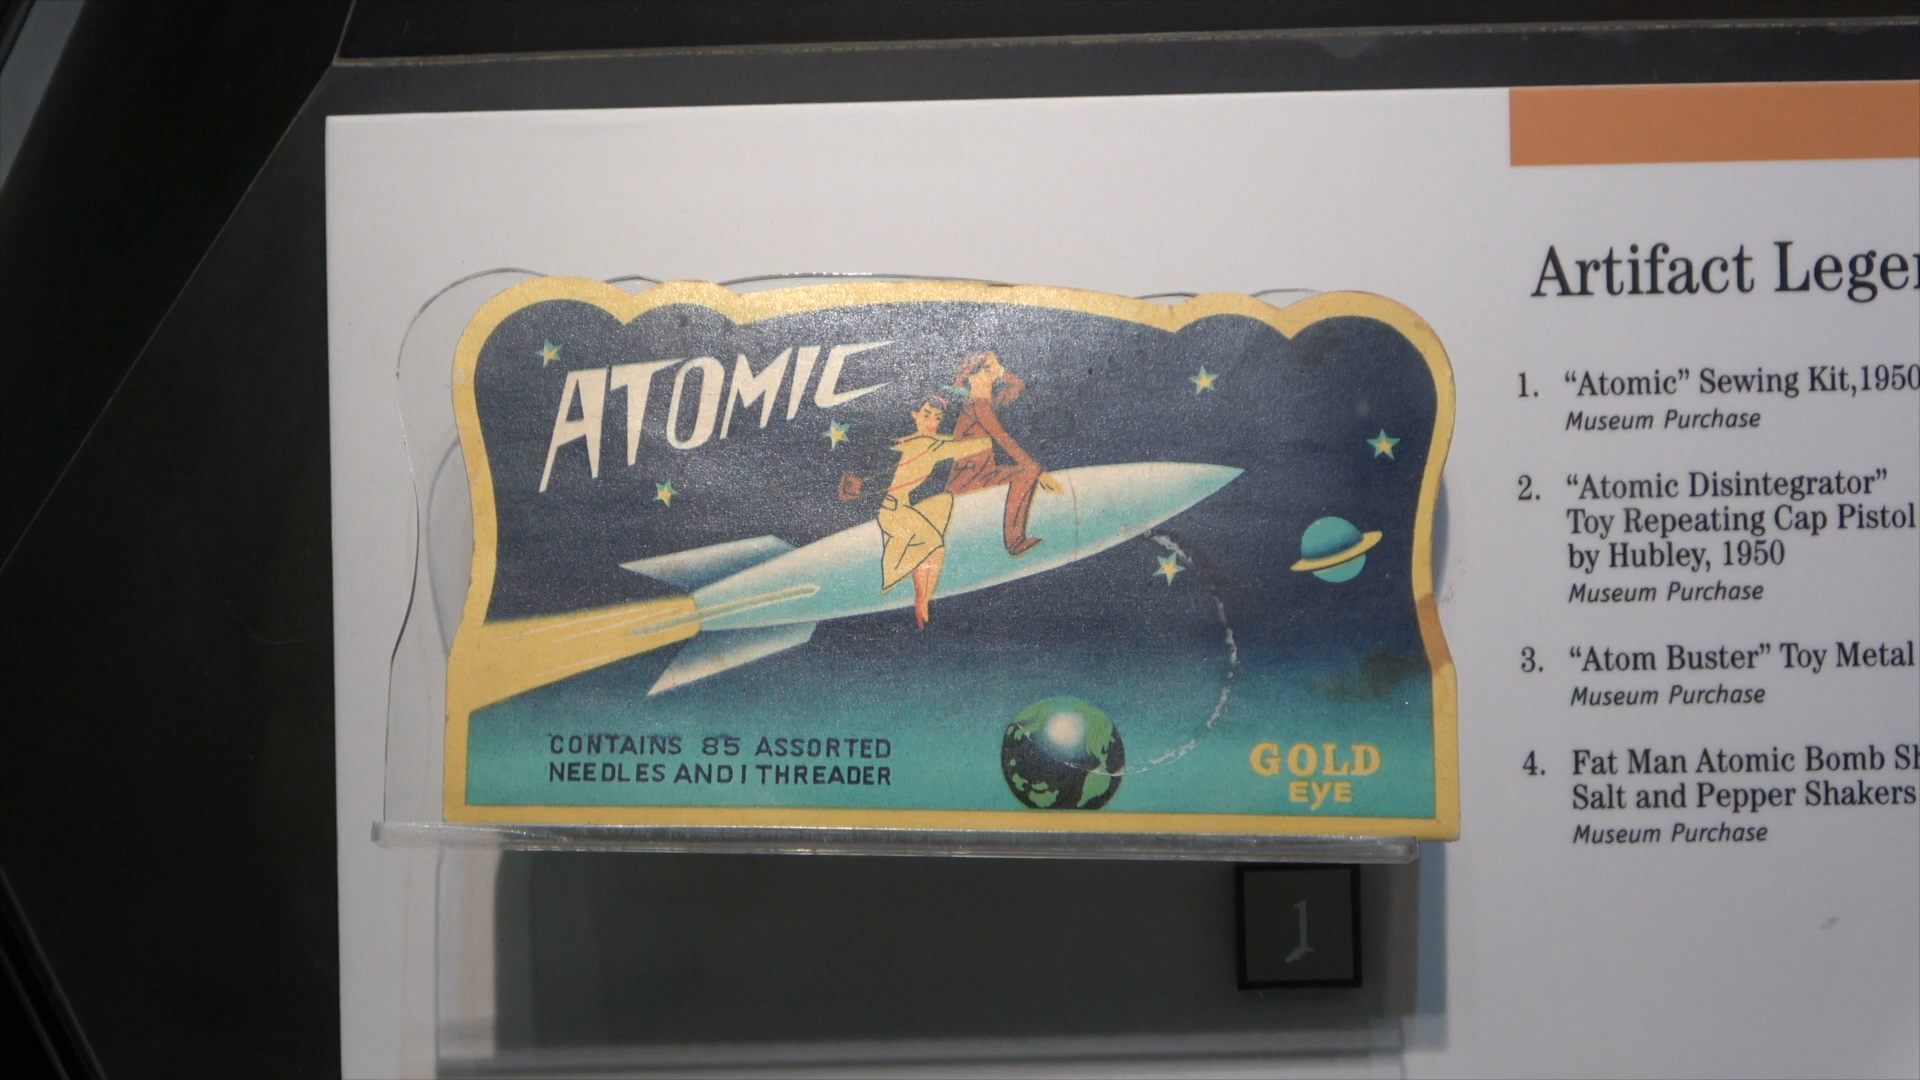 ATOMIC
CONTAINS 85 ASSORTED
NEEDLES AND 1 THREADER
GOLD
EYE
1
Artifact
1. “Atomic” Sewing Kit, 1950
Museum Purchase
2. “Atomic Disintegrator”
Toy Repeating Cap Pistol
by Hubley, 1950
Museum Purchase
3. “Atom Buster” Toy Metal
Museum Purchase
4. Fat Man Atomic Bomb
Salt and Pepper Shakers
Museum Purchase